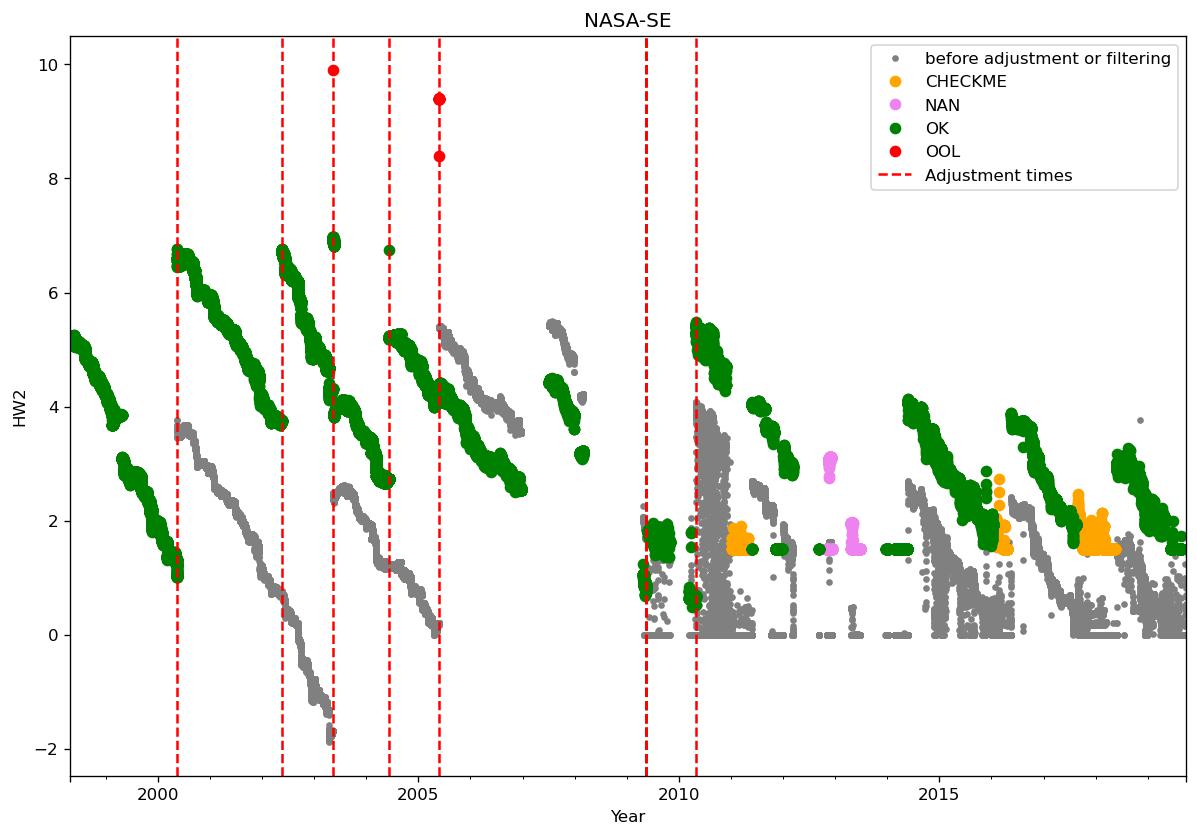 NASA-SE
before adjustment or filtering
CHECKME
NAN
OK
OOL
Adjustment times
10
8
6
4
2
0
−2
HW2
2000
2005
2010
2015
Year